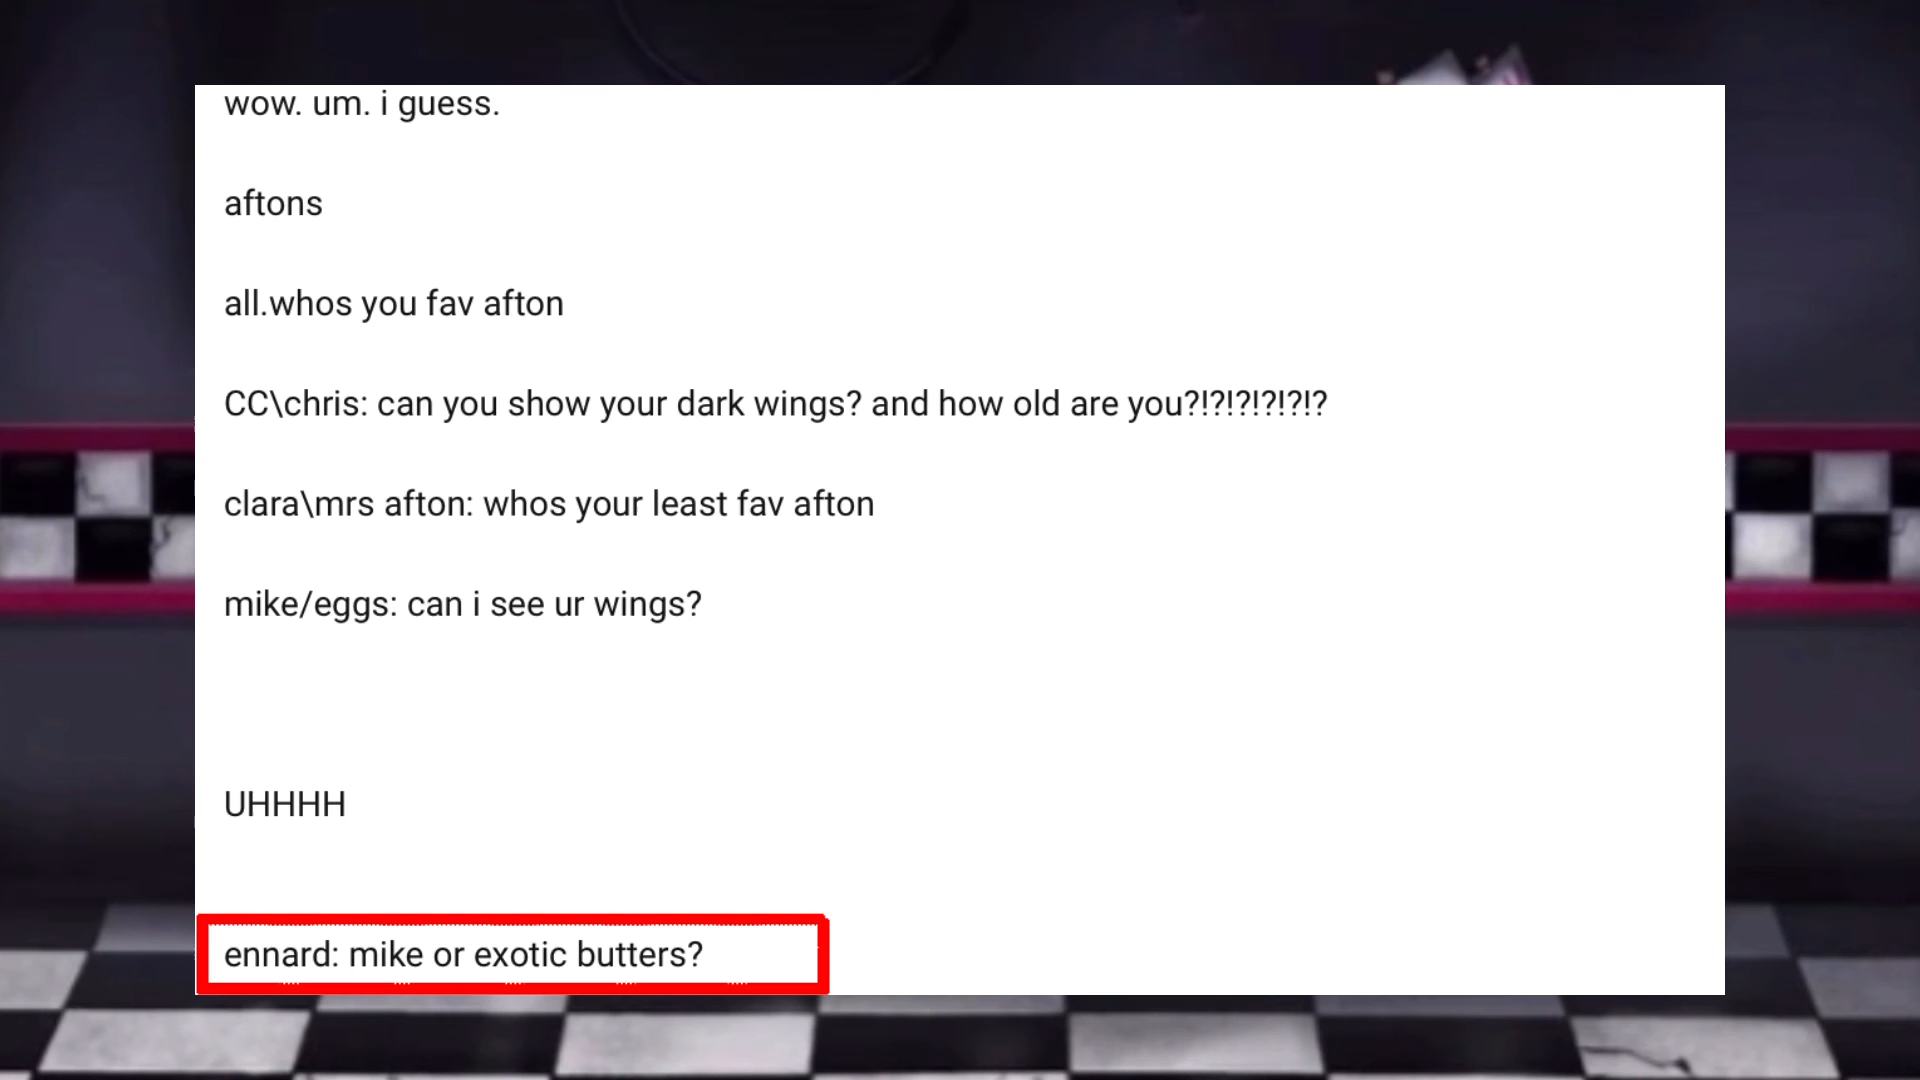 wow. um. i guess.
aftons
all.whos you fav afton
CC\chris: can you show your dark wings? and how old are you?!?!?!?!?!?
clara\mrs afton: whos your least fav afton
mike/eggs: can i see ur wings?
UHHHH
ennard: mike or exotic butters?